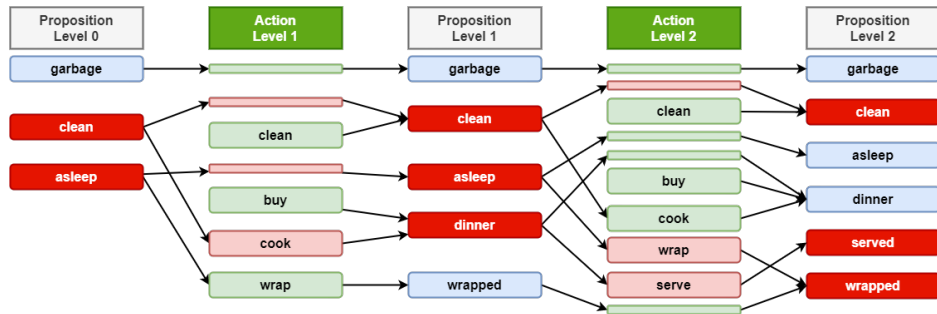 Proposition
Level 0
Action
Level 1
Proposition
Level 1
Action
Level 2
Proposition
Level 2
garbage
garbage
garbage
clean
clean
clean
clean
clean
asleep
asleep
asleep
buy
buy
dinner
dinner
cook
cook
wrap
served
wrap
wrapped
serve
wrapped